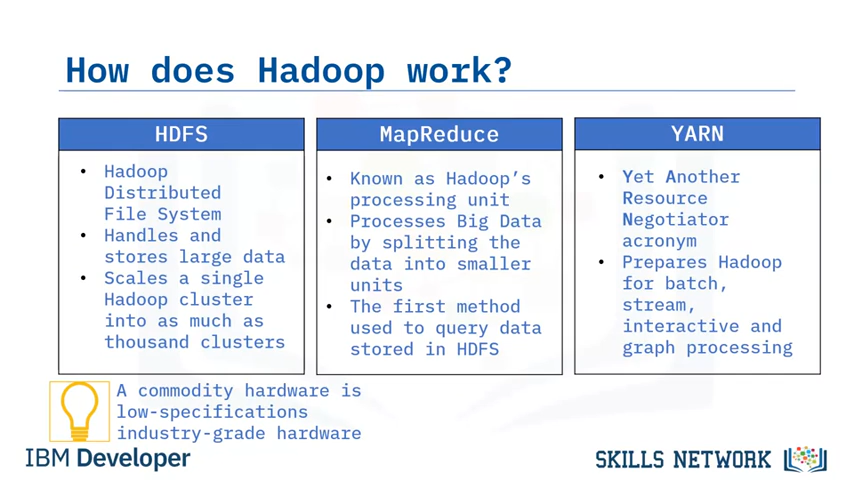 How does Hadoop work?
HDFS
• Hadoop
Distributed
File System
• Handles and
stores large data
• Scales a single
Hadoop cluster
into as much as
thousand clusters
MapReduce
• Known as Hadoop’s
processing unit
• Processes Big Data
by splitting the
data into smaller
units
• The first method
used to query data
stored in HDFS
YARN
• Yet Another
Resource
Negotiator
acronym
• Prepares Hadoop
for batch,
stream,
interactive and
graph processing
A commodity hardware is
low-specifications
industry-grade hardware
IBM Developer
SKILLS NETWORK